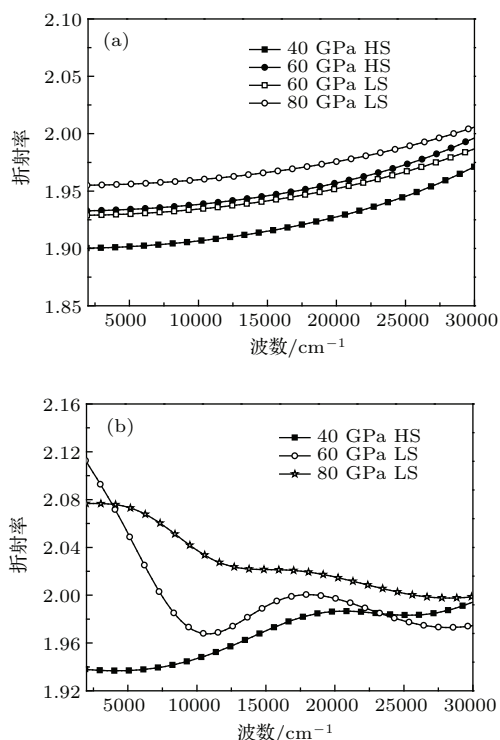 2.10
(a)
40 GPa HS
60 GPa HS
60 GPa LS
80 GPa LS
2.05
2.00
1.95
1.90
1.85
折射率
5000 10000 15000 20000 25000 30000
波数/cm⁻¹
2.16
(b)
40 GPa HS
60 GPa LS
80 GPa LS
2.12
2.08
2.04
2.00
1.96
1.92
折射率
5000 10000 15000 20000 25000 30000
波数/cm⁻¹